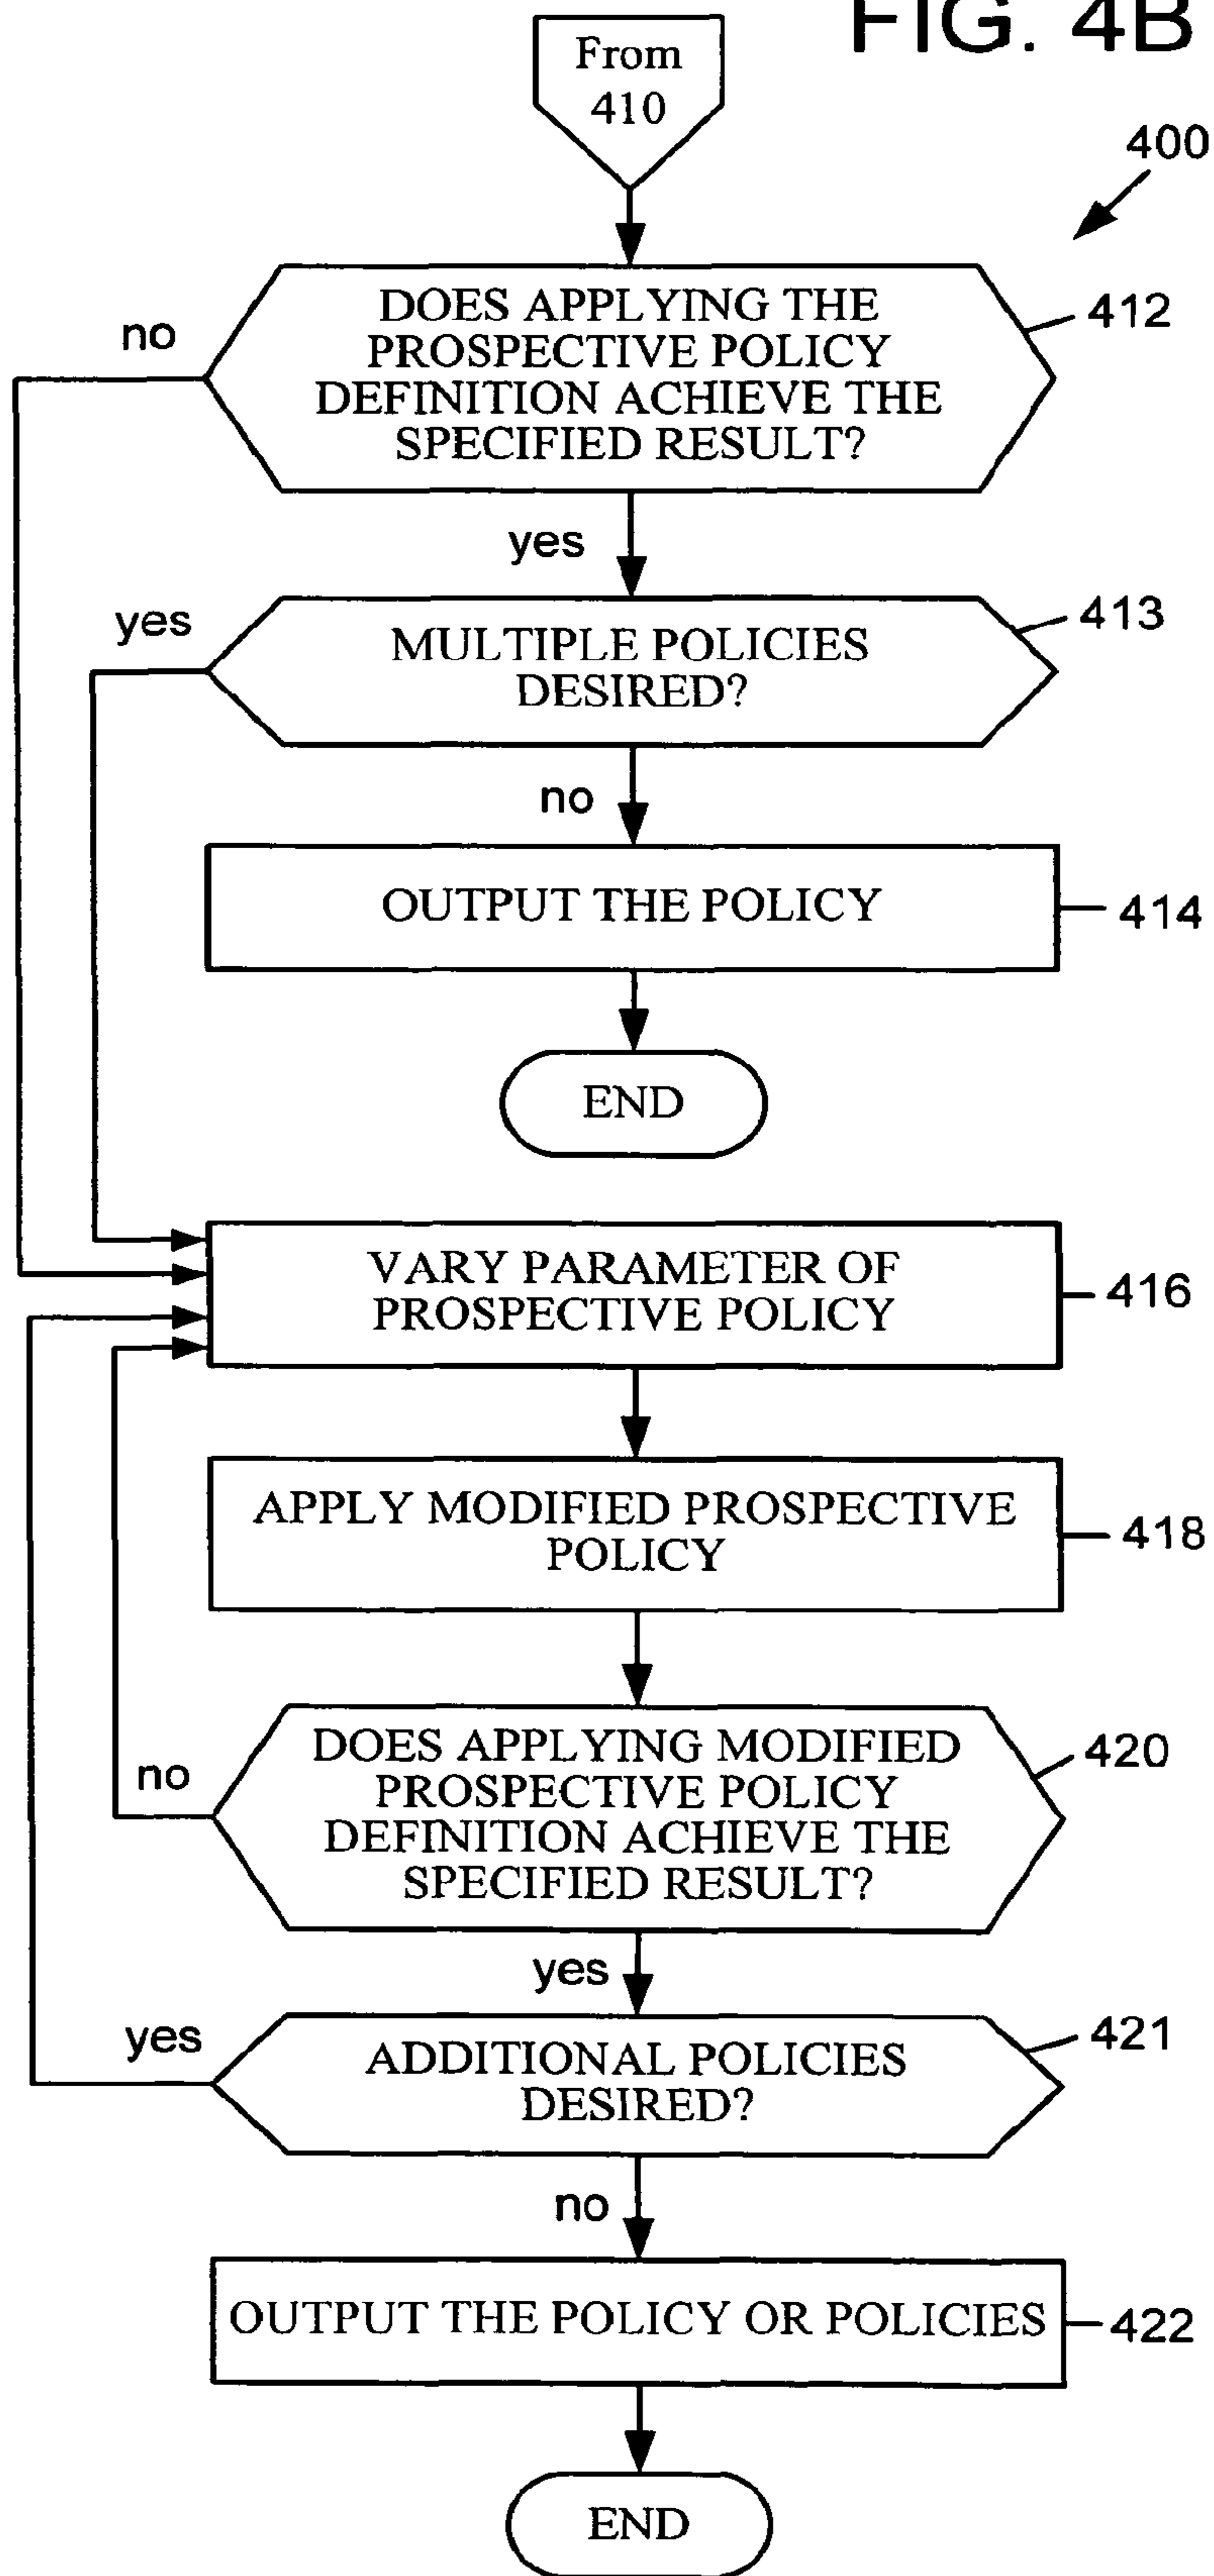 FIG. 4B
From
410
400
DOES APPLYING THE
PROSPECTIVE POLICY
DEFINITION ACHIEVE THE
SPECIFIED RESULT?
412
no
yes
MULTIPLE POLICIES
DESIRED?
413
yes
no
OUTPUT THE POLICY
414
END
VARY PARAMETER OF
PROSPECTIVE POLICY
416
APPLY MODIFIED PROSPECTIVE
POLICY
418
DOES APPLYING MODIFIED
PROSPECTIVE POLICY
DEFINITION ACHIEVE THE
SPECIFIED RESULT?
420
no
yes
ADDITIONAL POLICIES
DESIRED?
421
yes
no
OUTPUT THE POLICY OR POLICIES
422
END